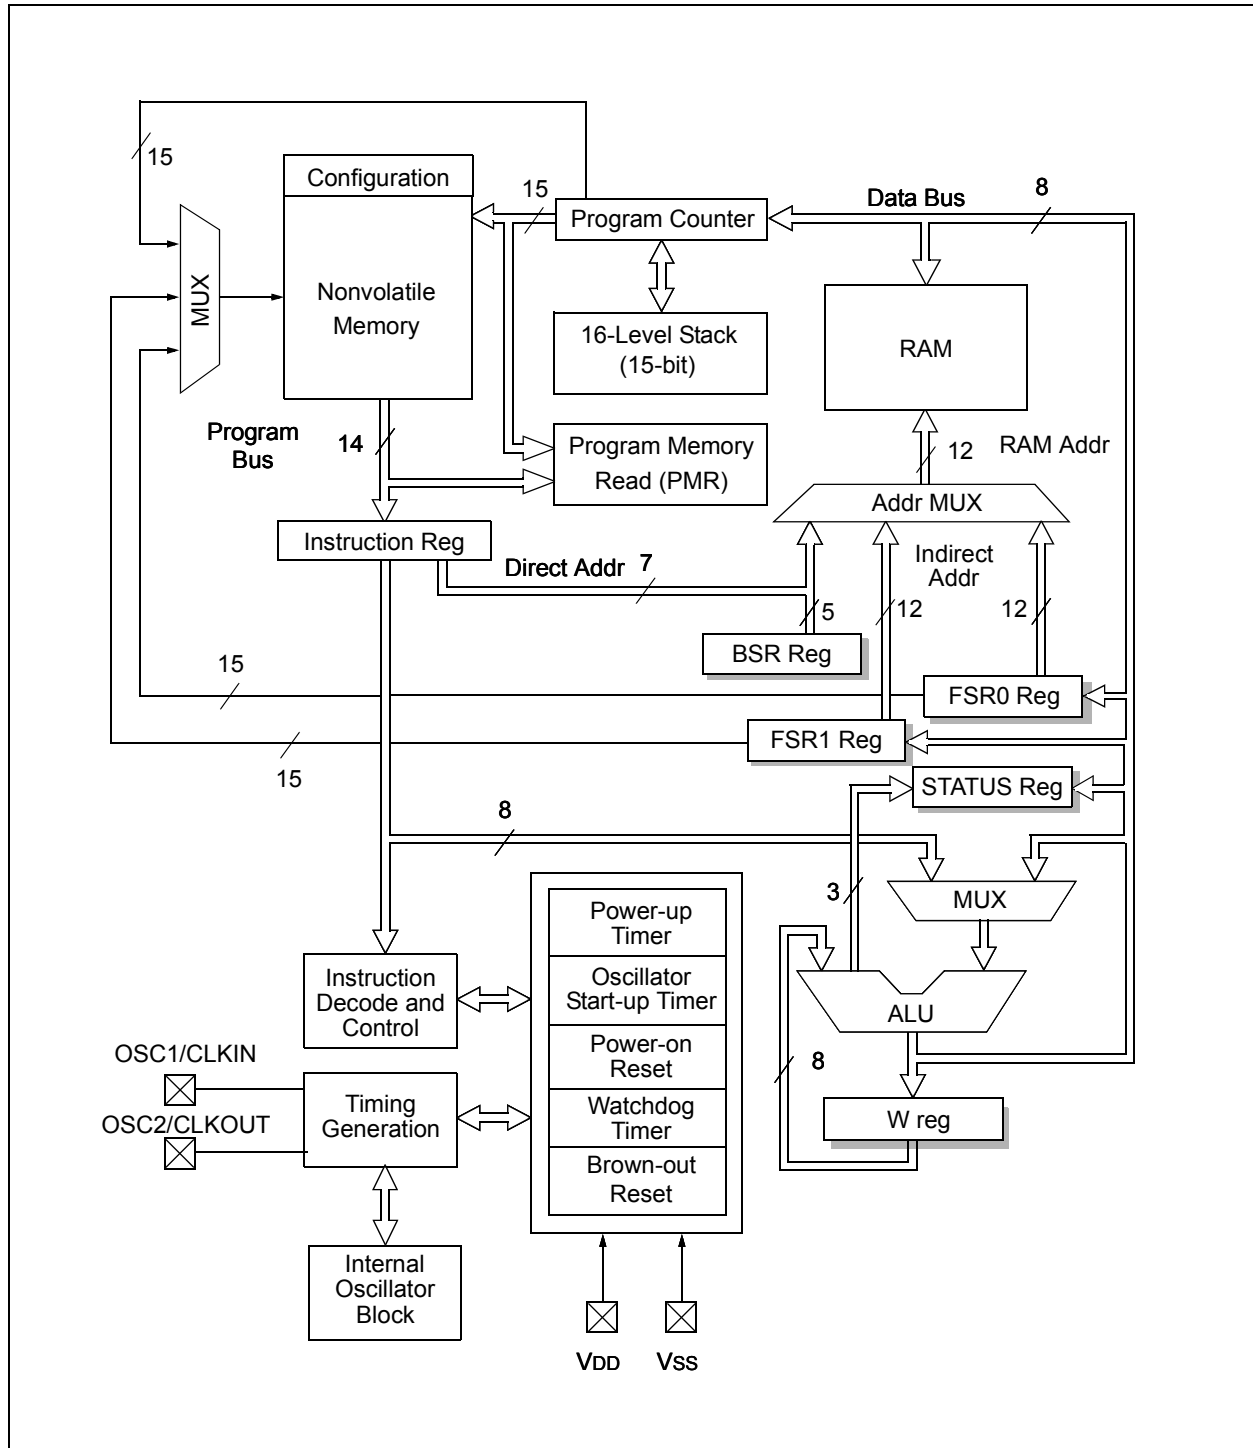 15
Configuration
15
Program Counter
Data Bus
8
MUX
Nonvolatile
Memory
16-Level Stack
(15-bit)
RAM
Program
Bus
14
Program Memory
Read (PMR)
12
RAM Addr
Addr MUX
Instruction Reg
Direct Addr
7
Indirect
Addr
5
12
12
BSR Reg
15
FSR0 Reg
FSR1 Reg
15
STATUS Reg
8
3
MUX
Power-up
Timer
Instruction
Decode and
Control
Oscillator
Start-up Timer
ALU
OSC1/CLKIN
Power-on
Reset
8
OSC2/CLKOUT
Timing
Generation
Watchdog
Timer
W reg
Brown-out
Reset
Internal
Oscillator
Block
VDD
VSS